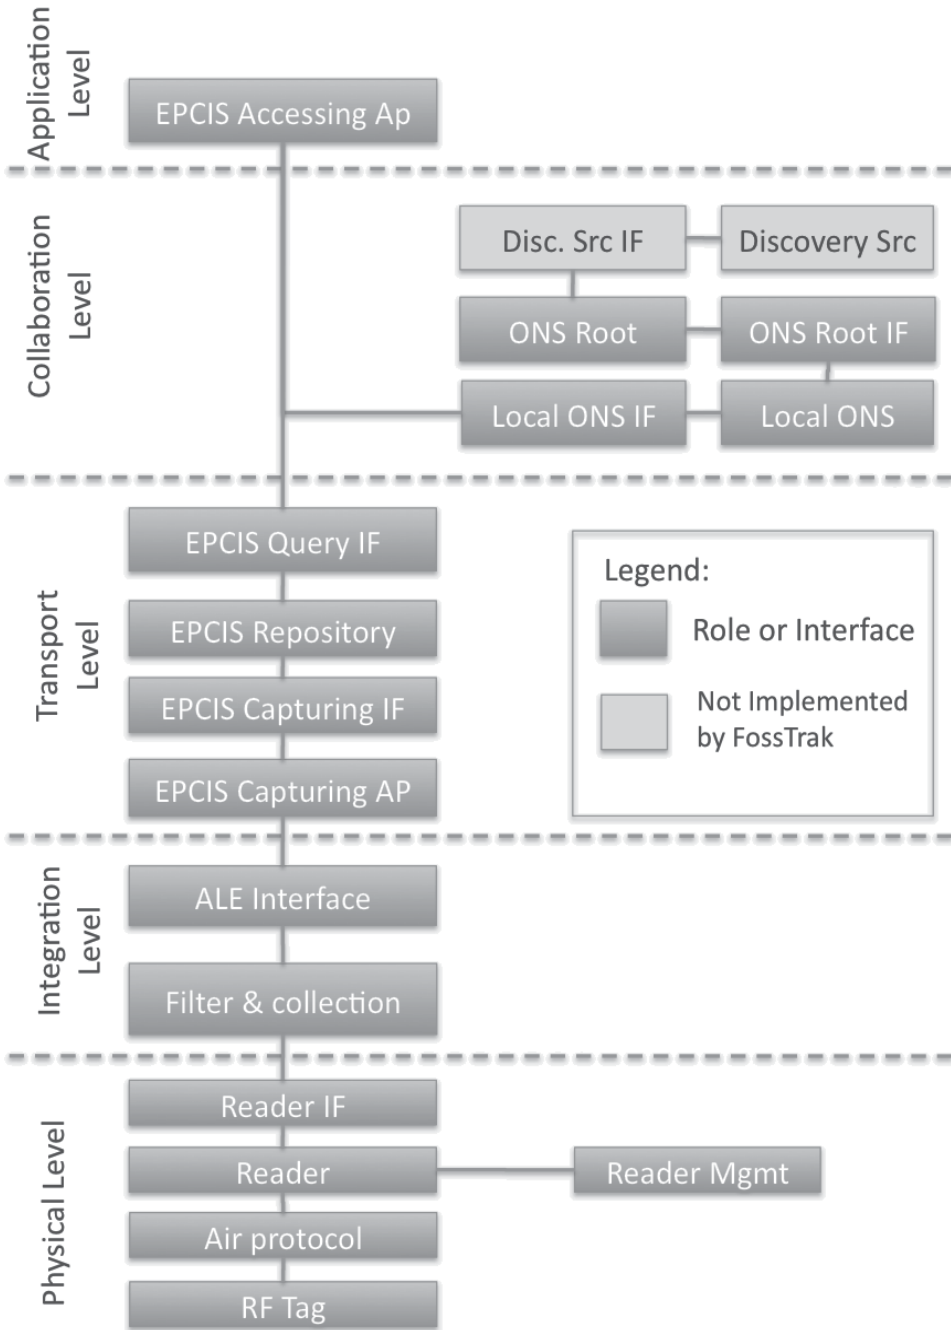 Application
Level
EPCIS Accessing Ap
Collaboration
Level
Disc. Src IF
Discovery Src
ONS Root
ONS Root IF
Local ONS IF
Local ONS
Transport
Level
EPCIS Query IF
EPCIS Repository
EPCIS Capturing IF
EPCIS Capturing AP
Legend:
Role or Interface
Not Implemented
by FossTrak
Integration
Level
ALE Interface
Filter & collection
Physical Level
Reader IF
Reader
Reader Mgmt
Air protocol
RF Tag